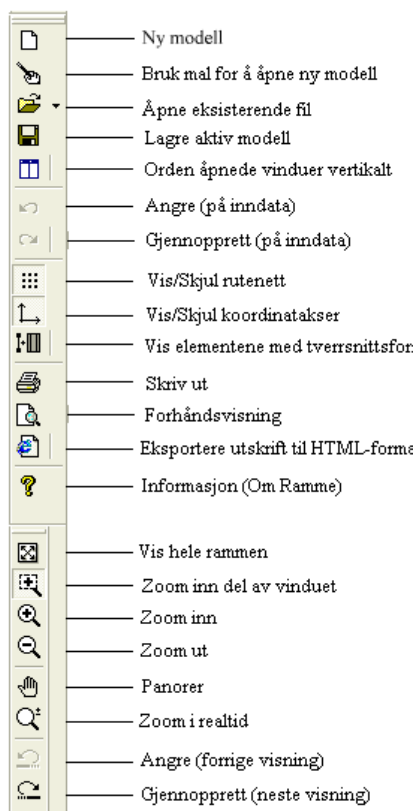 Ny modell
Bruk mal for å åpne ny modell
Åpne eksisterende fil
Lagre aktiv modell
Orden åpnede vinduer vertikalt
Angre (på inndata)
Gjennopprett (på inndata)
Vis/Skjul rutenett
Vis/Skjul koordinatakser
Vis elementene med tverrsnittsfor
Skriv ut
Forhåndsvisning
Eksportere utskrift til HTML-forma
Informasjon (Om Ramme)
Vis hele rammen
Zoom inn del av vinduet
Zoom inn
Zoom ut
Panorer
Zoom i realtid
Angre (forrige visning)
Gjennopprett (neste visning)